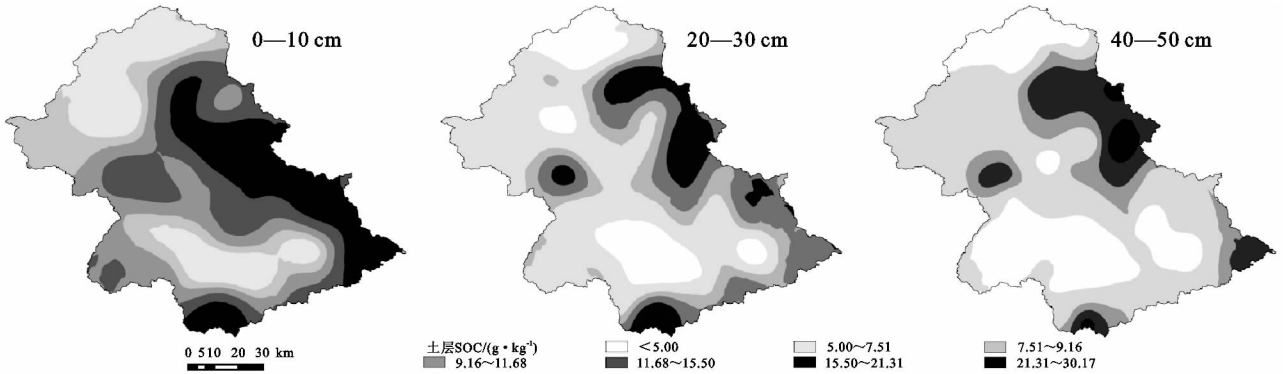 0—10 cm
20—30 cm
40—50 cm
0 5 10 20 30 km
土层SOC/(g·kg⁻¹) <5.00 5.00～7.51 7.51～9.16
9.16～11.68 11.68～15.50 15.50～21.31 21.31～30.17